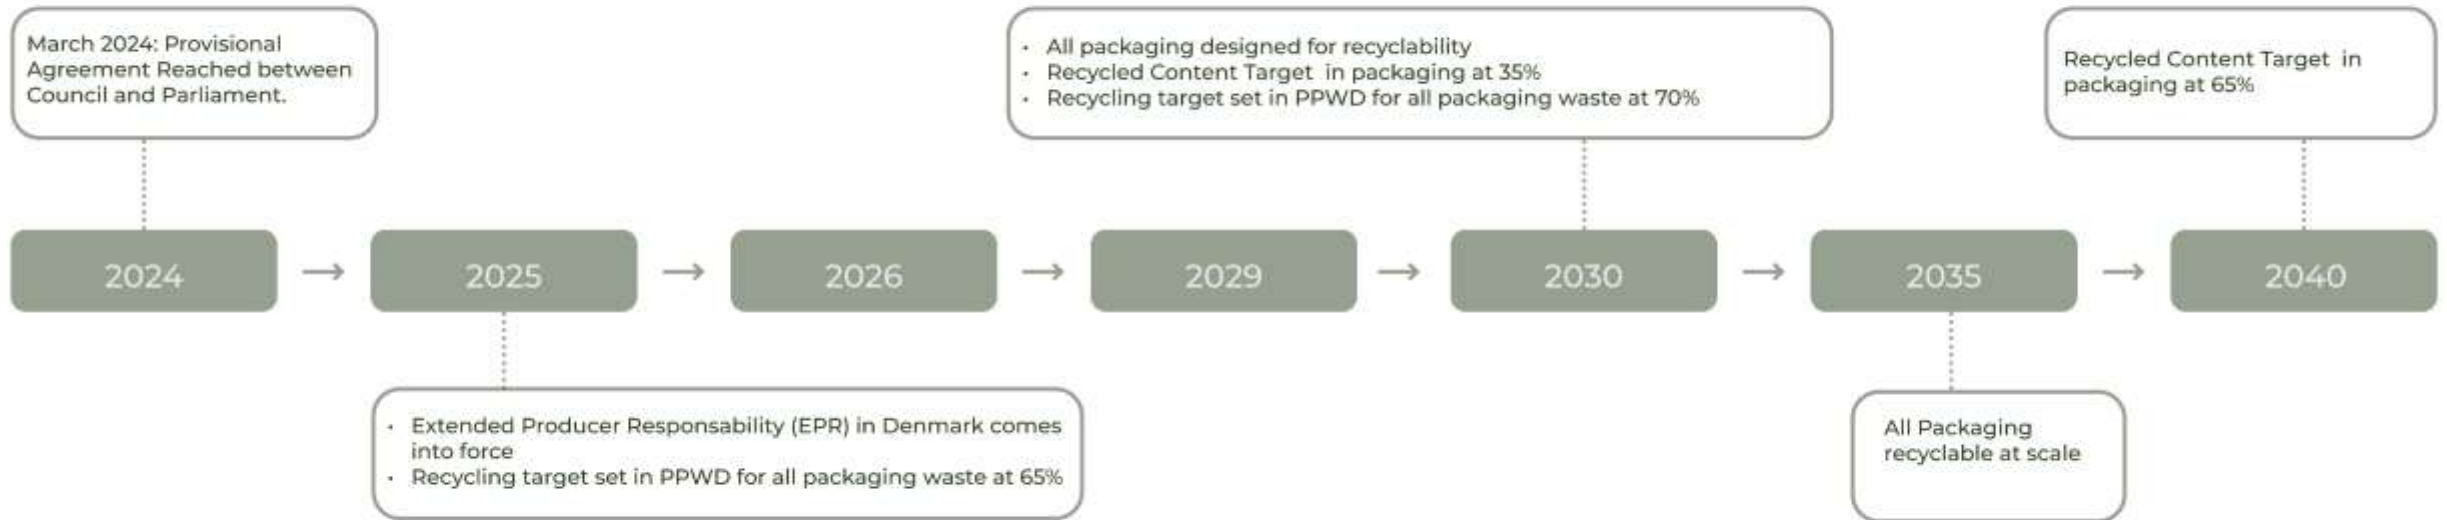 March 2024: Provisional
Agreement Reached between
Council and Parliament.
• All packaging designed for recyclability
• Recycled Content Target in packaging at 35%
• Recycling target set in PPWD for all packaging waste at 70%
Recycled Content Target in
packaging at 65%
2024 → 2025 → 2026 → 2029 → 2030 → 2035 → 2040
• Extended Producer Responsability (EPR) in Denmark comes
into force
• Recycling target set in PPWD for all packaging waste at 65%
All Packaging
recyclable at scale